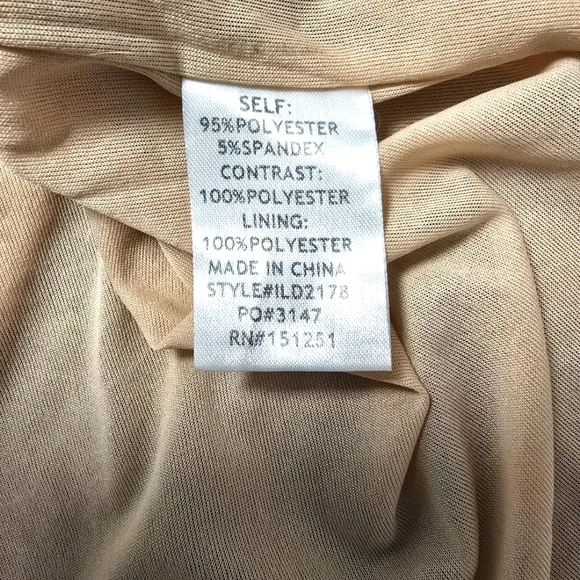 SELF:
95%POLYESTER
5%SPANDEX
CONTRAST:
100%POLYESTER
LINING:
100%POLYESTER
MADE IN CHINA
STYLE#ILD2178
PO#3147
RN#151251